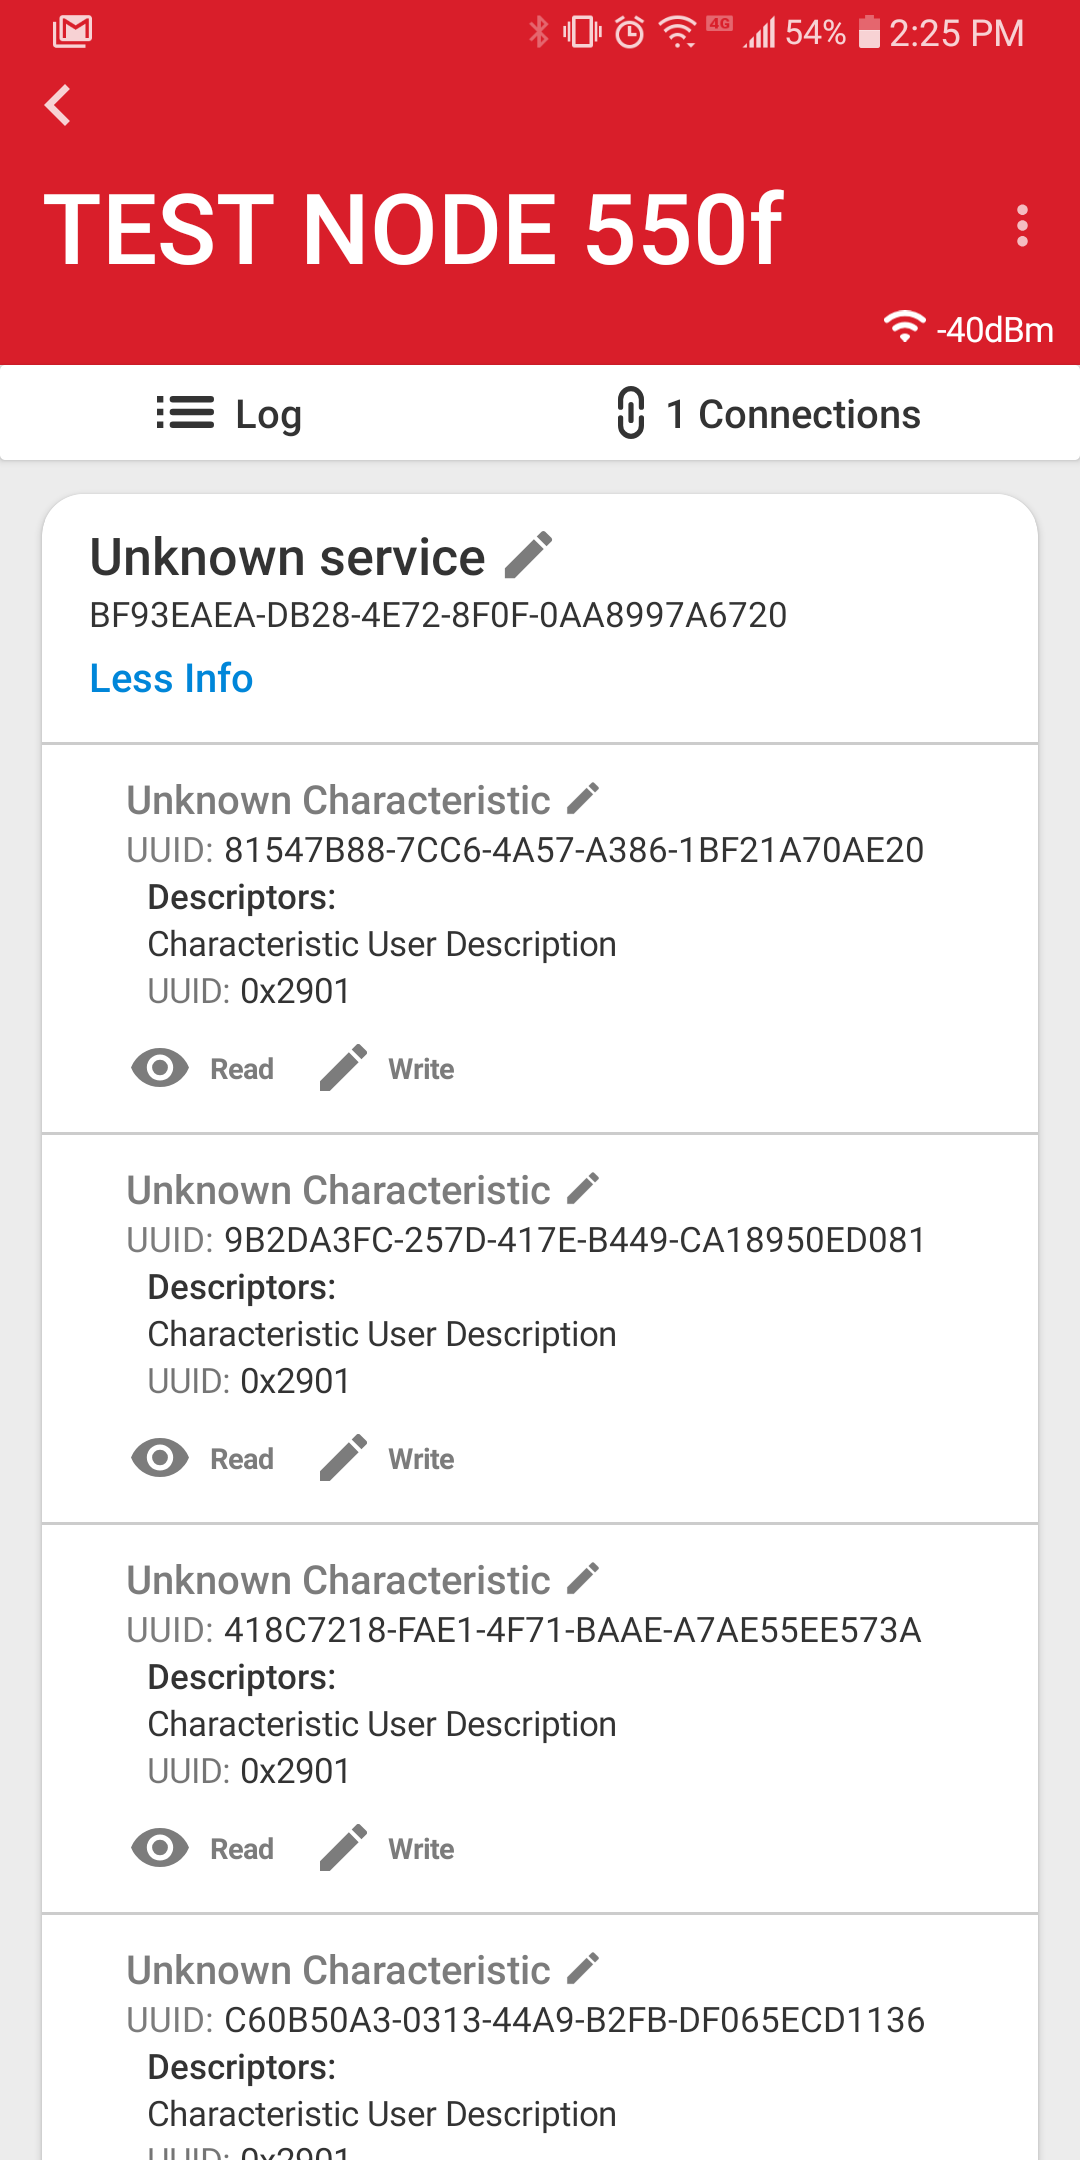 4G 54% 2:25 PM
TEST NODE 550f
-40dBm
Log 1 Connections
Unknown service
BF93EAEA-DB28-4E72-8F0F-0AA8997A6720
Less Info
Unknown Characteristic
UUID: 81547B88-7CC6-4A57-A386-1BF21A70AE20
Descriptors:
Characteristic User Description
UUID: 0x2901
Read Write
Unknown Characteristic
UUID: 9B2DA3FC-257D-417E-B449-CA18950ED081
Descriptors:
Characteristic User Description
UUID: 0x2901
Read Write
Unknown Characteristic
UUID: 418C7218-FAE1-4F71-BAAE-A7AE55EE573A
Descriptors:
Characteristic User Description
UUID: 0x2901
Read Write
Unknown Characteristic
UUID: C60B50A3-0313-44A9-B2FB-DF065ECD1136
Descriptors:
Characteristic User Description
UUID: 0x2901